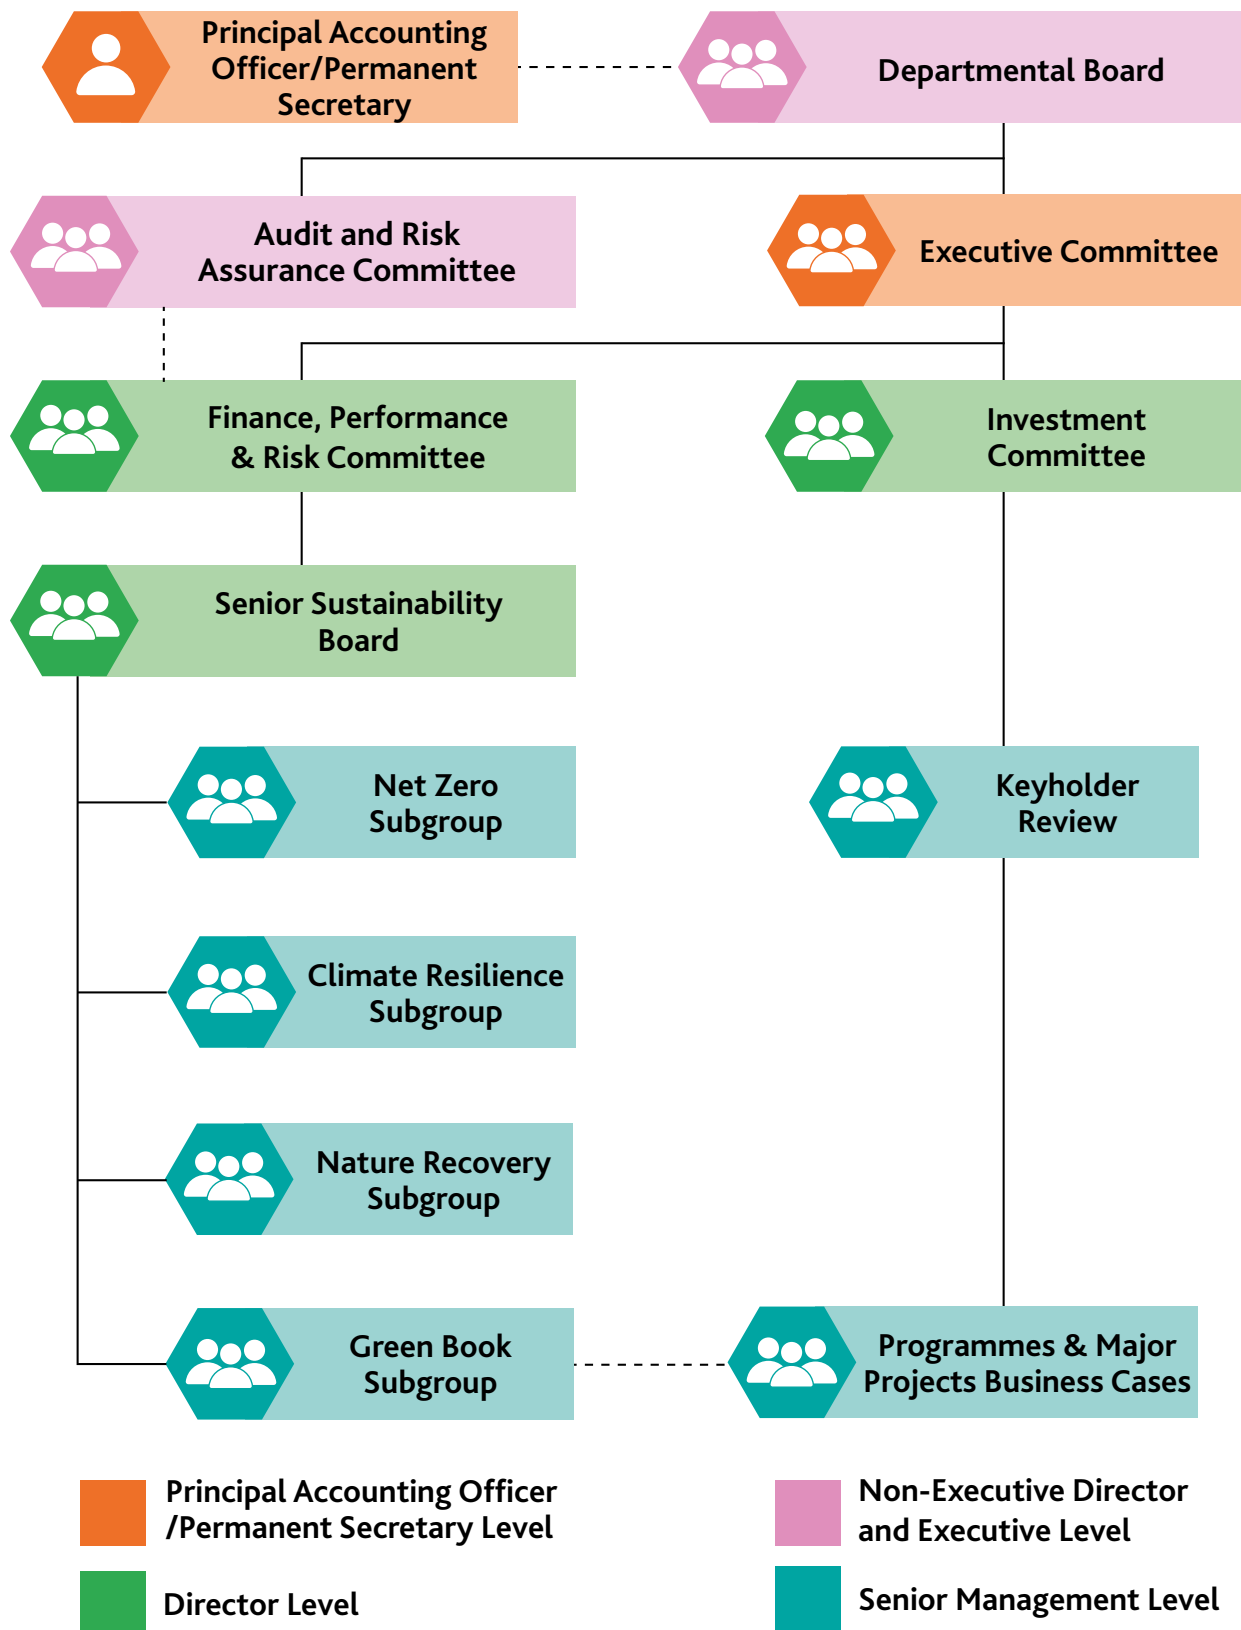 Principal Accounting
Officer/Permanent
Secretary
Departmental Board
Audit and Risk
Assurance Committee
Executive Committee
Finance, Performance
& Risk Committee
Investment
Committee
Senior Sustainability
Board
Net Zero
Subgroup
Keyholder
Review
Climate Resilience
Subgroup
Nature Recovery
Subgroup
Green Book
Subgroup
Programmes & Major
Projects Business Cases
Principal Accounting Officer
/Permanent Secretary Level
Non-Executive Director
and Executive Level
Director Level
Senior Management Level